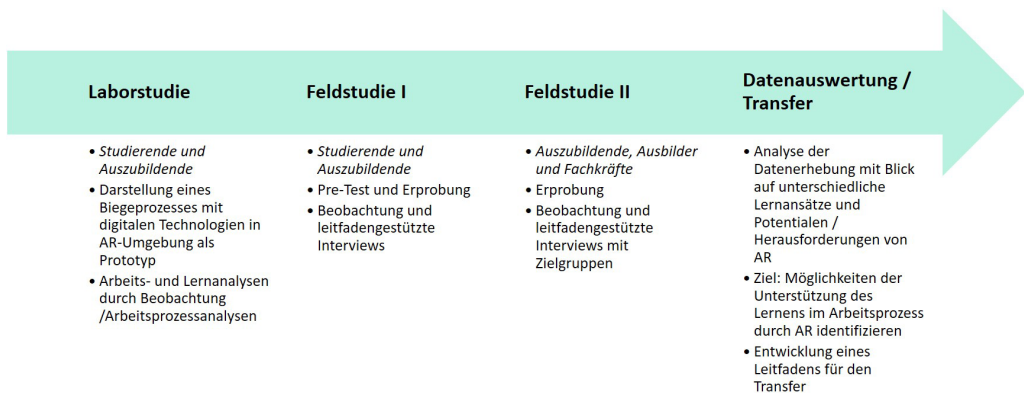 Laborstudie
• Studierende und
Auszubildende
• Darstellung eines
Biegeprozesses mit
digitalen Technologien in
AR-Umgebung als
Prototyp
• Arbeits- und Lernanalysen
durch Beobachtung
/Arbeitsprozessanalysen
Feldstudie I
• Studierende und
Auszubildende
• Pre-Test und Erprobung
• Beobachtung und
leitfadengestützte
Interviews
Feldstudie II
• Auszubildende, Ausbilder
und Fachkräfte
• Erprobung
• Beobachtung und
leitfadengestützte
Interviews mit
Zielgruppen
Datenauswertung /
Transfer
• Analyse der
Datenerhebung mit Blick
auf unterschiedliche
Lernansätze und
Potentialen /
Herausforderungen von
AR
• Ziel: Möglichkeiten der
Unterstützung des
Lernens im Arbeitsprozess
durch AR identifizieren
• Entwicklung eines
Leitfadens für den
Transfer